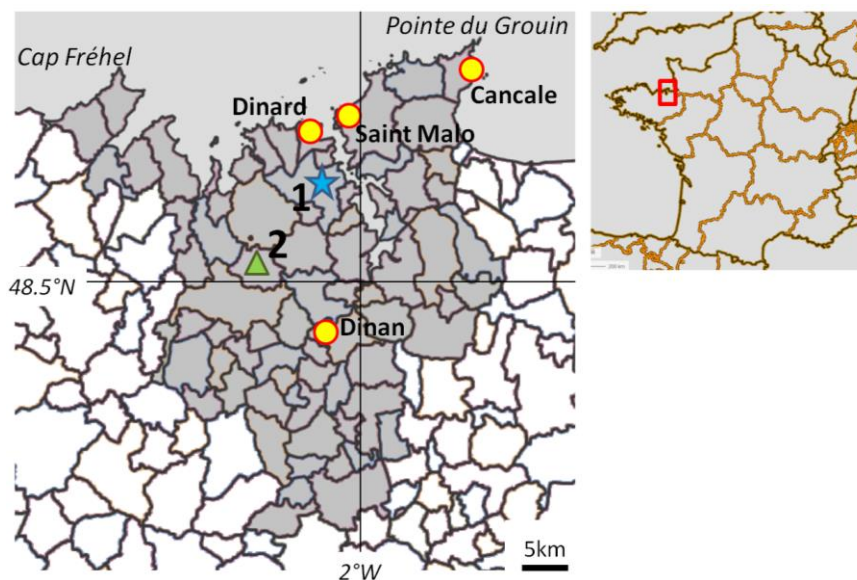 Pointe du Grouin
Cap Fréhel
Cancale
Dinard
Saint Malo
1
2
48.5°N
Dinan
5km
2°W